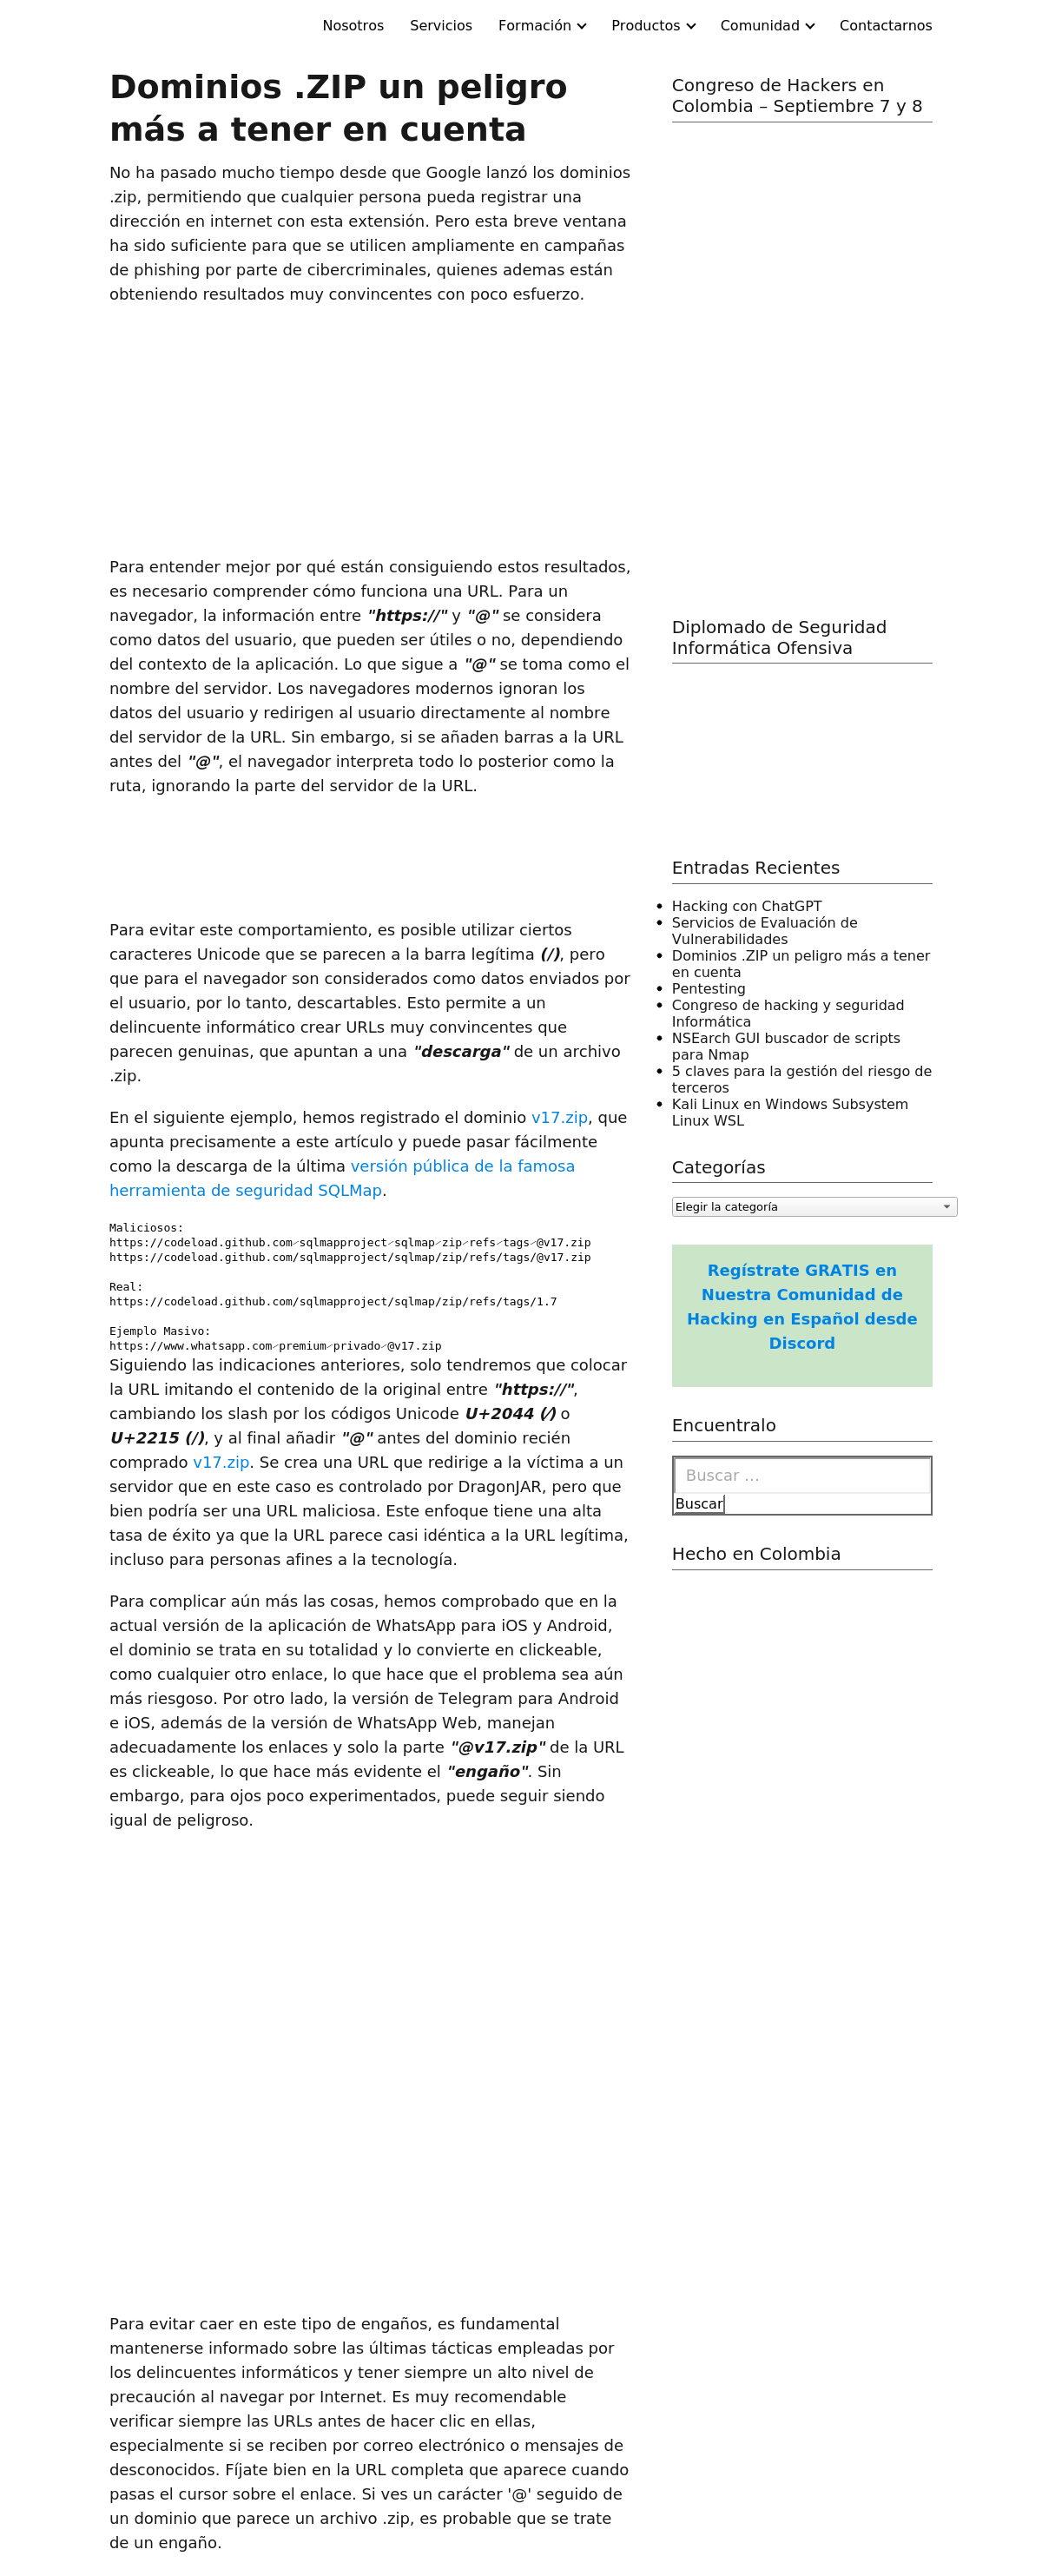 Nosotros Servicios Formación Productos Comunidad Contactarnos
Dominios .ZIP un peligro
más a tener en cuenta
No ha pasado mucho tiempo desde que Google lanzó los dominios
.zip, permitiendo que cualquier persona pueda registrar una
dirección en internet con esta extensión. Pero esta breve ventana
ha sido suficiente para que se utilicen ampliamente en campañas
de phishing por parte de cibercriminales, quienes ademas están
obteniendo resultados muy convincentes con poco esfuerzo.
Para entender mejor por qué están consiguiendo estos resultados,
es necesario comprender cómo funciona una URL. Para un
navegador, la información entre "https://" y "@" se considera
como datos del usuario, que pueden ser útiles o no, dependiendo
del contexto de la aplicación. Lo que sigue a "@" se toma como el
nombre del servidor. Los navegadores modernos ignoran los
datos del usuario y redirigen al usuario directamente al nombre
del servidor de la URL. Sin embargo, si se añaden barras a la URL
antes del "@", el navegador interpreta todo lo posterior como la
ruta, ignorando la parte del servidor de la URL.
Para evitar este comportamiento, es posible utilizar ciertos
caracteres Unicode que se parecen a la barra legítima (/), pero
que para el navegador son considerados como datos enviados por
el usuario, por lo tanto, descartables. Esto permite a un
delincuente informático crear URLs muy convincentes que
parecen genuinas, que apuntan a una "descarga" de un archivo
.zip.
En el siguiente ejemplo, hemos registrado el dominio v17.zip, que
apunta precisamente a este artículo y puede pasar fácilmente
como la descarga de la última versión pública de la famosa
herramienta de seguridad SQLMap.
Maliciosos:
https://codeload.github.com⁄sqlmapproject⁄sqlmap⁄zip⁄refs⁄tags⁄@v17.zip
https://codeload.github.com∕sqlmapproject∕sqlmap∕zip∕refs∕tags∕@v17.zip
Real:
https://codeload.github.com/sqlmapproject/sqlmap/zip/refs/tags/1.7
Ejemplo Masivo:
https://www.whatsapp.com⁄premium⁄privado⁄@v17.zip
Siguiendo las indicaciones anteriores, solo tendremos que colocar
la URL imitando el contenido de la original entre "https://",
cambiando los slash por los códigos Unicode U+2044 (⁄) o
U+2215 (∕), y al final añadir "@" antes del dominio recién
comprado v17.zip. Se crea una URL que redirige a la víctima a un
servidor que en este caso es controlado por DragonJAR, pero que
bien podría ser una URL maliciosa. Este enfoque tiene una alta
tasa de éxito ya que la URL parece casi idéntica a la URL legítima,
incluso para personas afines a la tecnología.
Para complicar aún más las cosas, hemos comprobado que en la
actual versión de la aplicación de WhatsApp para iOS y Android,
el dominio se trata en su totalidad y lo convierte en clickeable,
como cualquier otro enlace, lo que hace que el problema sea aún
más riesgoso. Por otro lado, la versión de Telegram para Android
e iOS, además de la versión de WhatsApp Web, manejan
adecuadamente los enlaces y solo la parte "@v17.zip" de la URL
es clickeable, lo que hace más evidente el "engaño". Sin
embargo, para ojos poco experimentados, puede seguir siendo
igual de peligroso.
Para evitar caer en este tipo de engaños, es fundamental
mantenerse informado sobre las últimas tácticas empleadas por
los delincuentes informáticos y tener siempre un alto nivel de
precaución al navegar por Internet. Es muy recomendable
verificar siempre las URLs antes de hacer clic en ellas,
especialmente si se reciben por correo electrónico o mensajes de
desconocidos. Fíjate bien en la URL completa que aparece cuando
pasas el cursor sobre el enlace. Si ves un carácter '@' seguido de
un dominio que parece un archivo .zip, es probable que se trate
de un engaño.
Congreso de Hackers en
Colombia – Septiembre 7 y 8
Diplomado de Seguridad
Informática Ofensiva
Entradas Recientes
Hacking con ChatGPT
Servicios de Evaluación de
Vulnerabilidades
Dominios .ZIP un peligro más a tener
en cuenta
Pentesting
Congreso de hacking y seguridad
Informática
NSEarch GUI buscador de scripts
para Nmap
5 claves para la gestión del riesgo de
terceros
Kali Linux en Windows Subsystem
Linux WSL
Categorías
Elegir la categoría
Regístrate GRATIS en
Nuestra Comunidad de
Hacking en Español desde
Discord
Encuentralo
Buscar …
Buscar
Hecho en Colombia